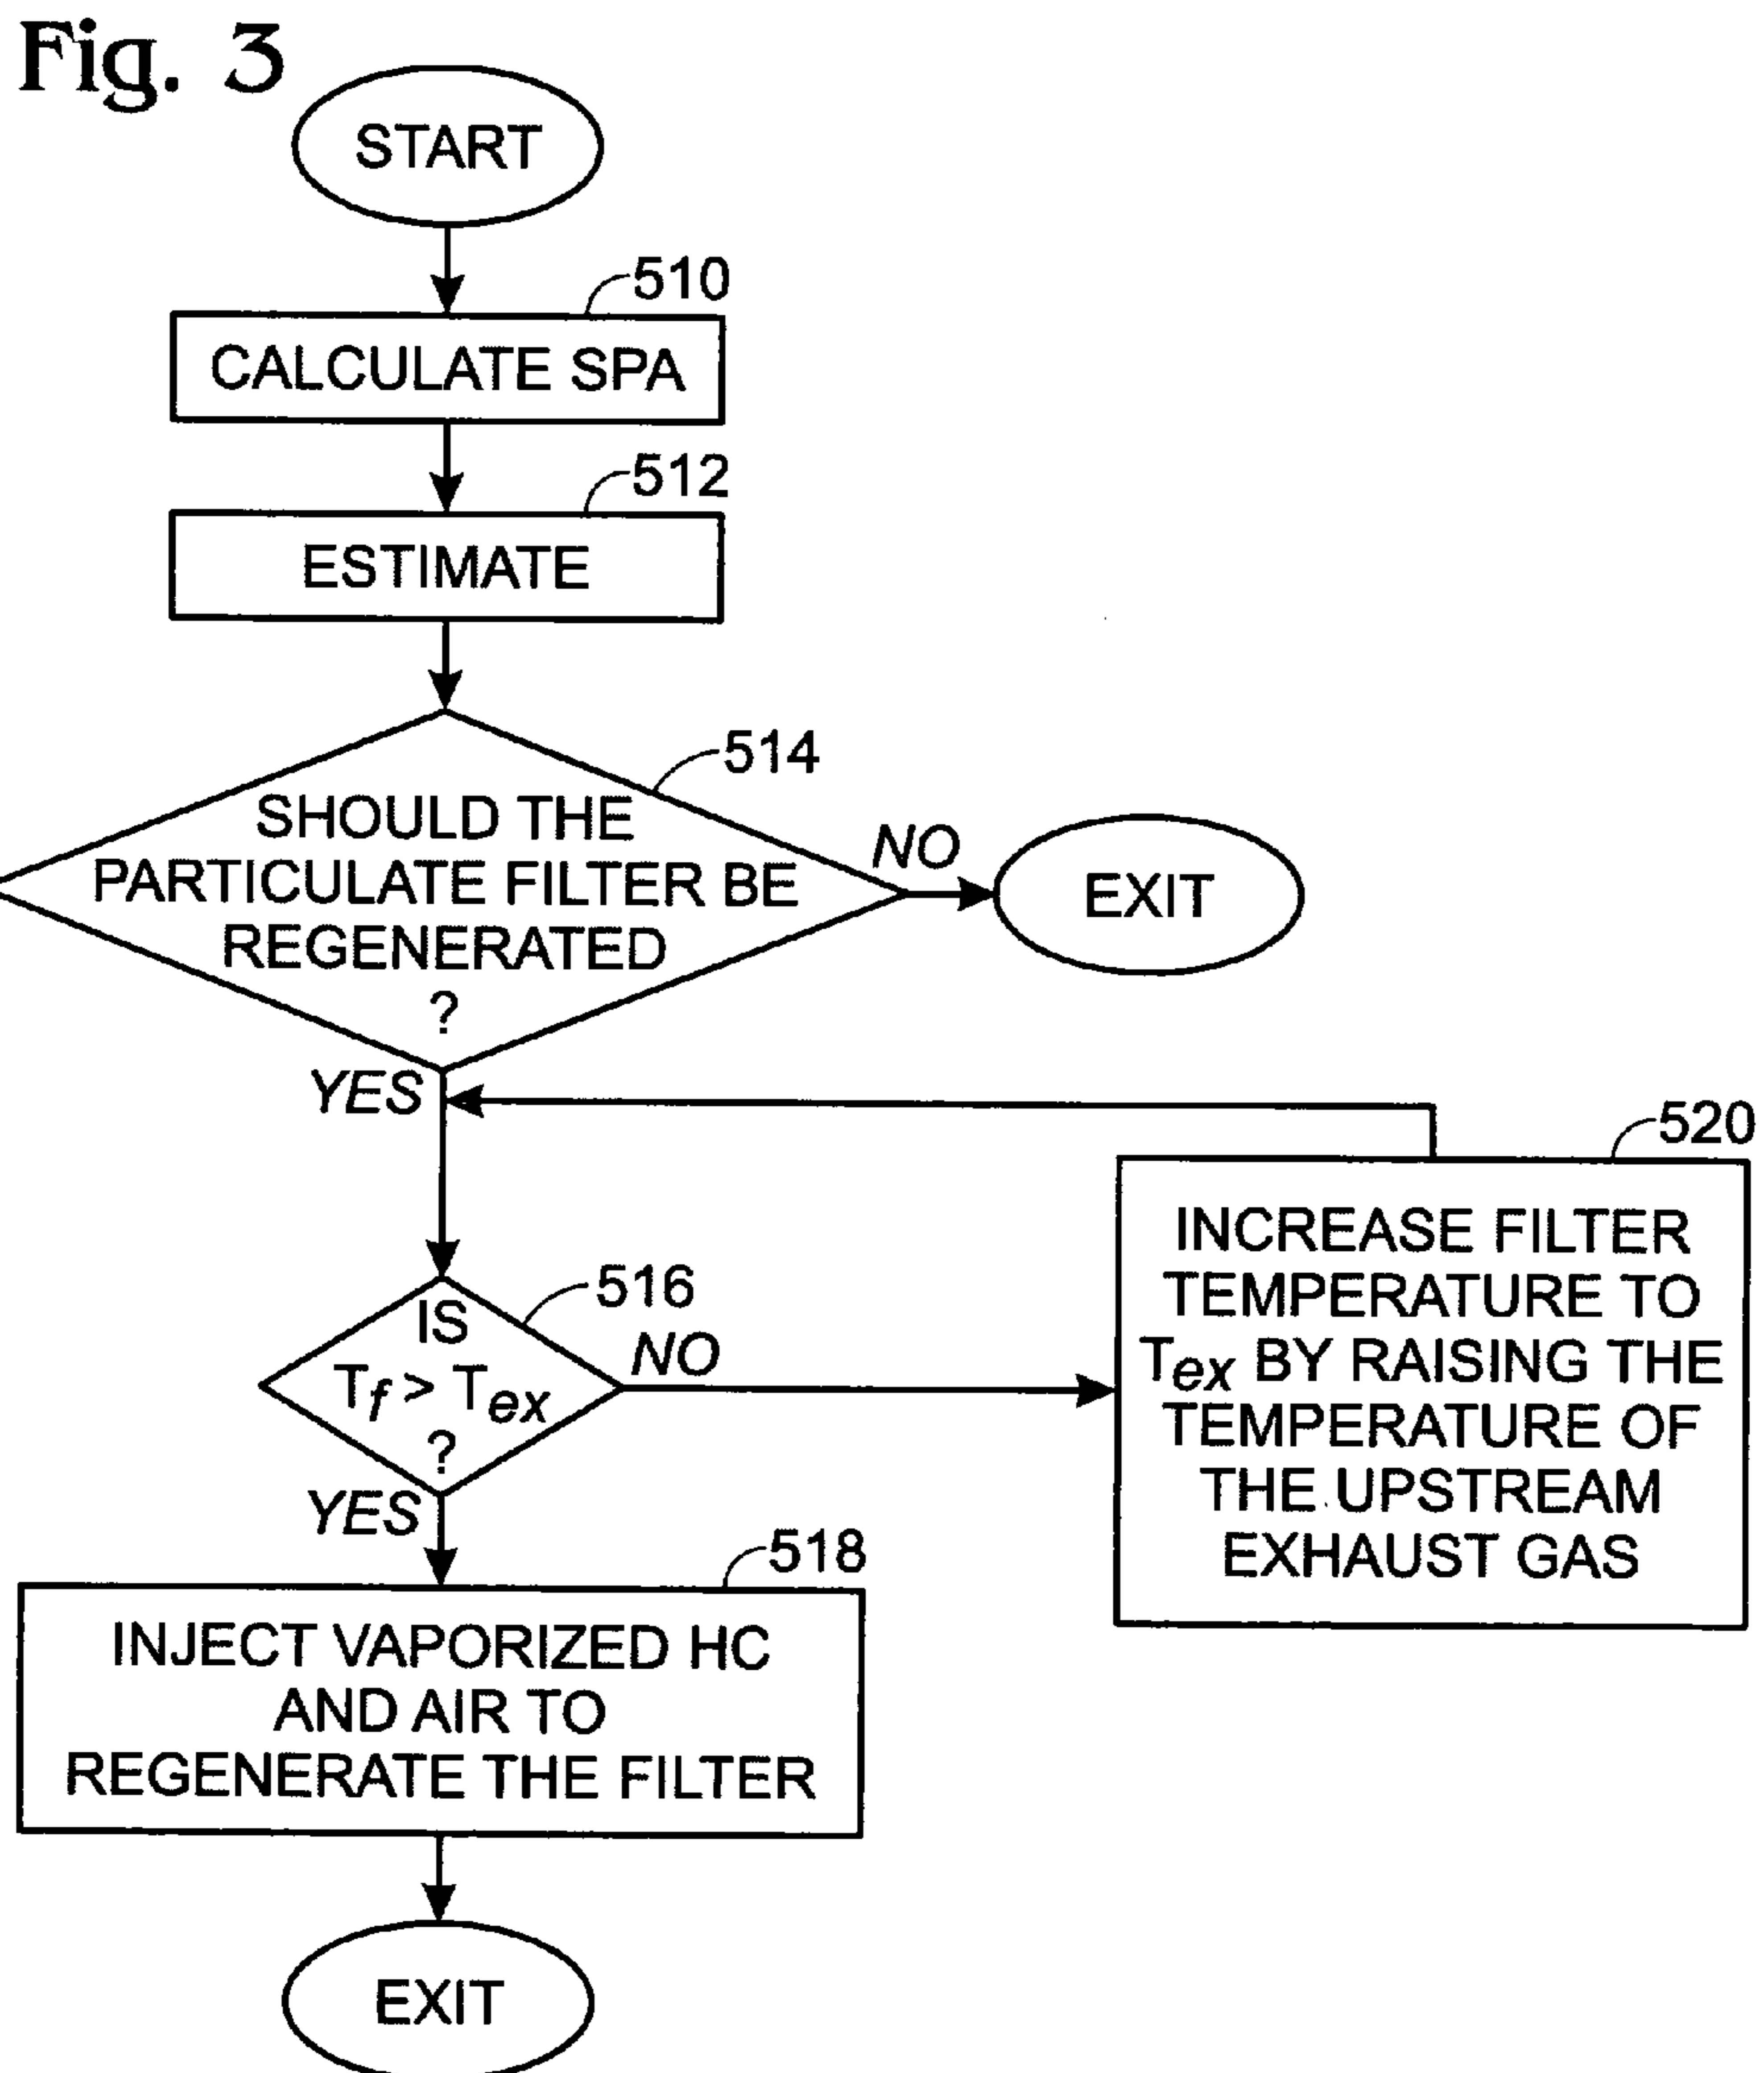 Fig. 3
START
510
CALCULATE SPA
512
ESTIMATE
514
SHOULD THE
PARTICULATE FILTER BE
REGENERATED
?
NO
EXIT
YES
520
INCREASE FILTER
TEMPERATURE TO
Tex BY RAISING THE
TEMPERATURE OF
THE UPSTREAM
EXHAUST GAS
516
IS
Tf > Tex
?
NO
YES
518
INJECT VAPORIZED HC
AND AIR TO
REGENERATE THE FILTER
EXIT